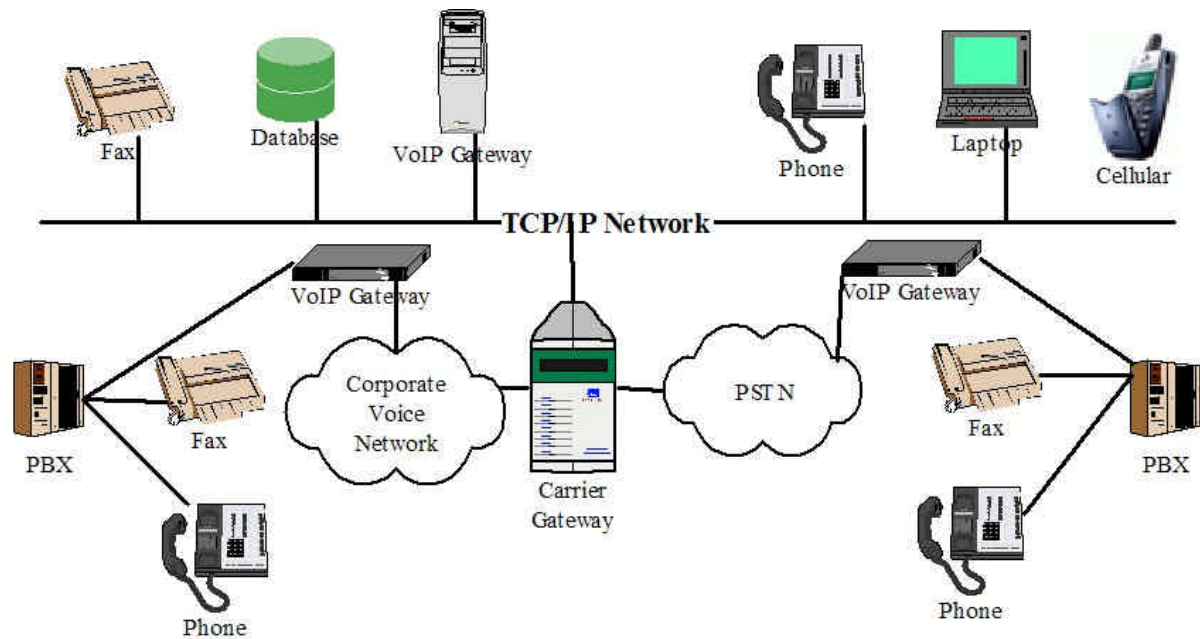 Fax
Database
VoIP Gateway
Phone
Laptop
Cellular
TCP/IP Network
VoIP Gateway
VoIP Gateway
PBX
Fax
Corporate
Voice
Network
PSTN
Fax
PBX
Carrier
Gateway
Phone
Phone